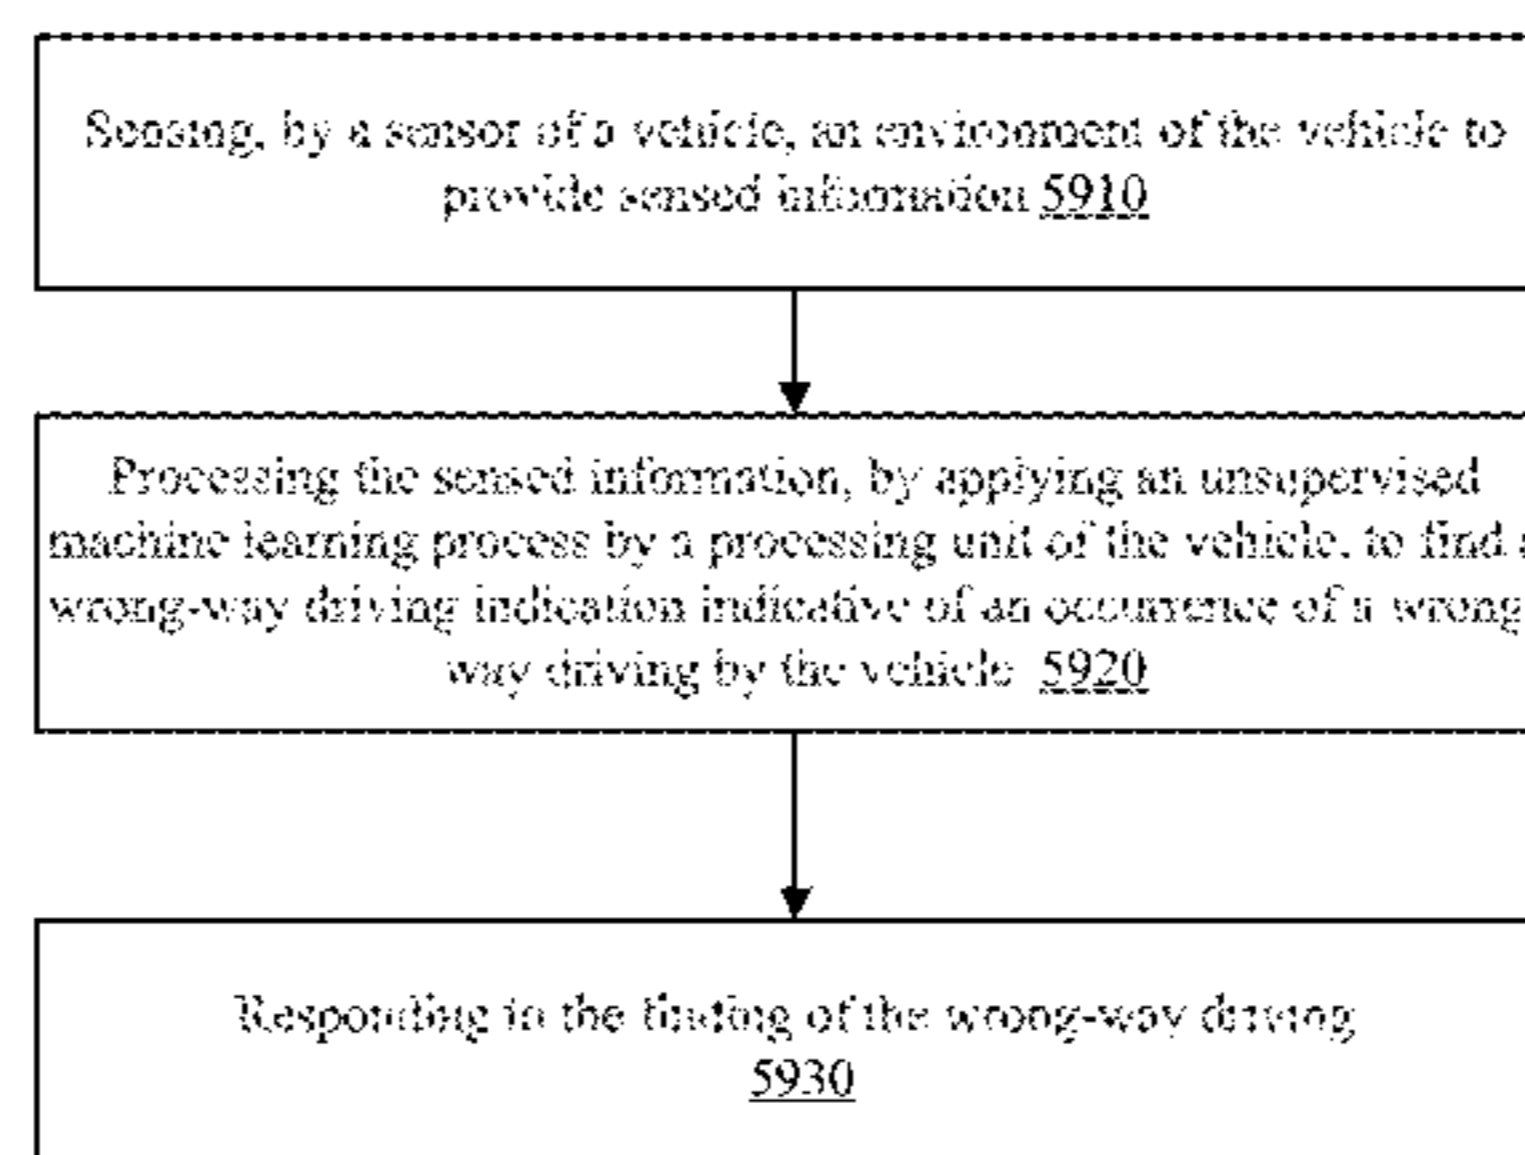 Sensing, by a sensor of a vehicle, an environment of the vehicle to
provide sensed information 5910
Processing the sensed information, by applying an unsupervised
machine learning process by a processing unit of the vehicle, to find a
wrong-way driving indication indicative of an occurrence of a wrong
way driving by the vehicle 5920
Responding to the finding of the wrong-way driving
5930